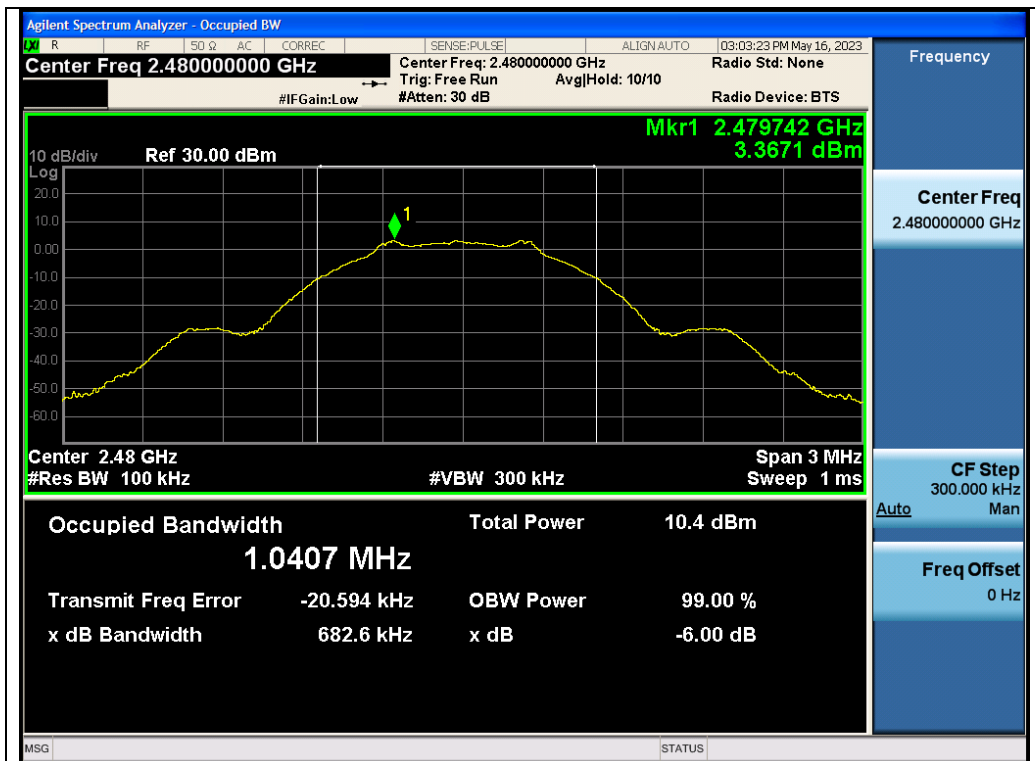 Agilent Spectrum Analyzer - Occupied BW
LXI R RF 50 Ω AC CORREC SENSE:PULSE ALIGN AUTO 03:03:23 PM May 16, 2023
Center Freq 2.480000000 GHz
Center Freq: 2.480000000 GHz
Radio Std: None
Trig: Free Run Avg|Hold: 10/10
#IFGain:Low #Atten: 30 dB Radio Device: BTS
Mkr1 2.479742 GHz
3.3671 dBm
10 dB/div Ref 30.00 dBm
Log
20.0
10.0
0.00
-10.0
-20.0
-30.0
-40.0
-50.0
-60.0
1
Center 2.48 GHz Span 3 MHz
#Res BW 100 kHz #VBW 300 kHz Sweep 1 ms
Occupied Bandwidth Total Power 10.4 dBm
1.0407 MHz
Transmit Freq Error -20.594 kHz OBW Power 99.00 %
x dB Bandwidth 682.6 kHz x dB -6.00 dB
Frequency
Center Freq
2.480000000 GHz
CF Step
300.000 kHz
Auto Man
Freq Offset
0 Hz
MSG STATUS